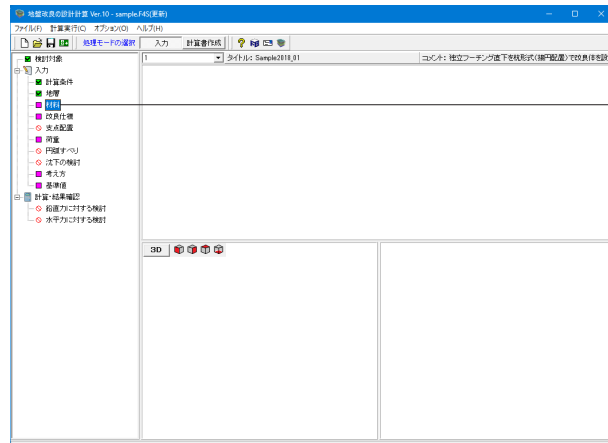 地盤改良の設計計算 Ver.10 - sample.F4S(更新)
ファイル(F) 計算実行(C) オプション(O) ヘルプ(H)
処理モードの選択 入力 計算書作成
検討対象
1 タイトル: Sample2018_01 コメント: 独立フーチング直下を杭形式(接円配置)で改良体を設
入力
計算条件
地層
材料
改良仕様
支点配置
荷重
円弧すべり
沈下の検討
考え方
基準値
計算・結果確認
鉛直力に対する検討
水平力に対する検討
3D